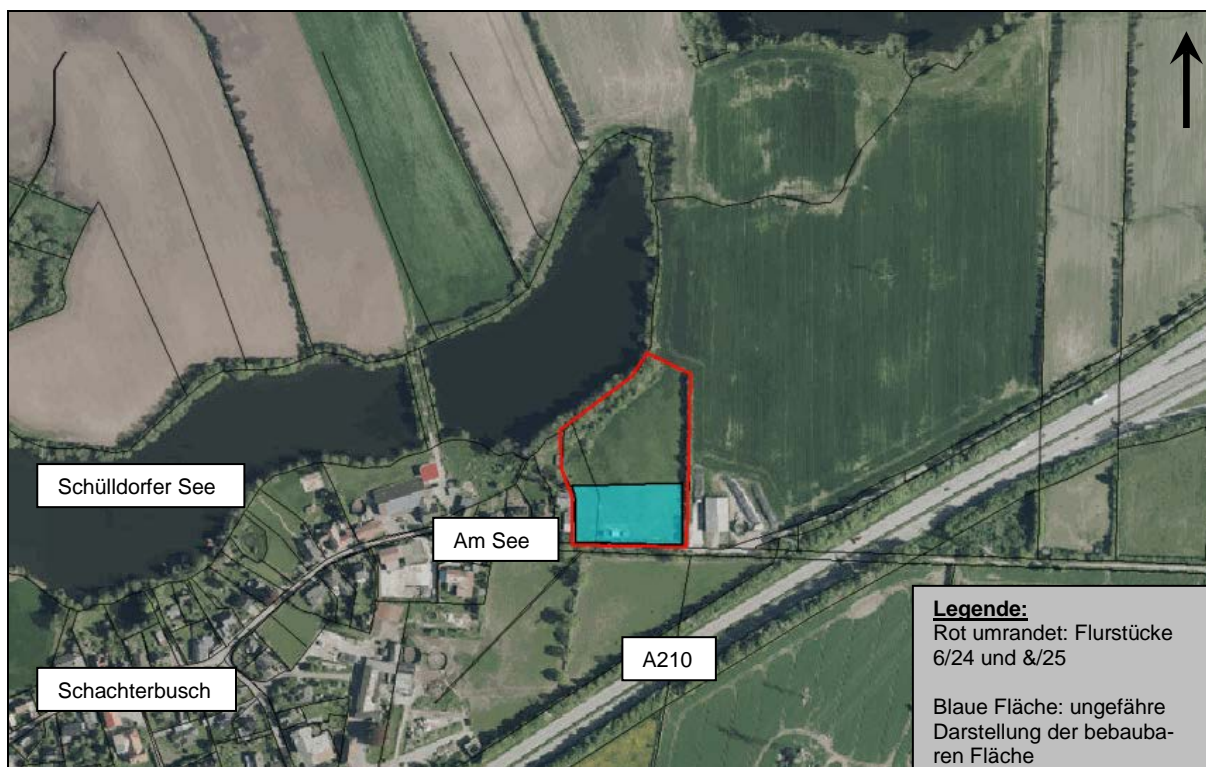 Schülldorfer See
Am See
A210
Schachterbusch
Legende:
Rot umrandet: Flurstücke
6/24 und &/25
Blaue Fläche: ungefähre
Darstellung der bebauba-
ren Fläche